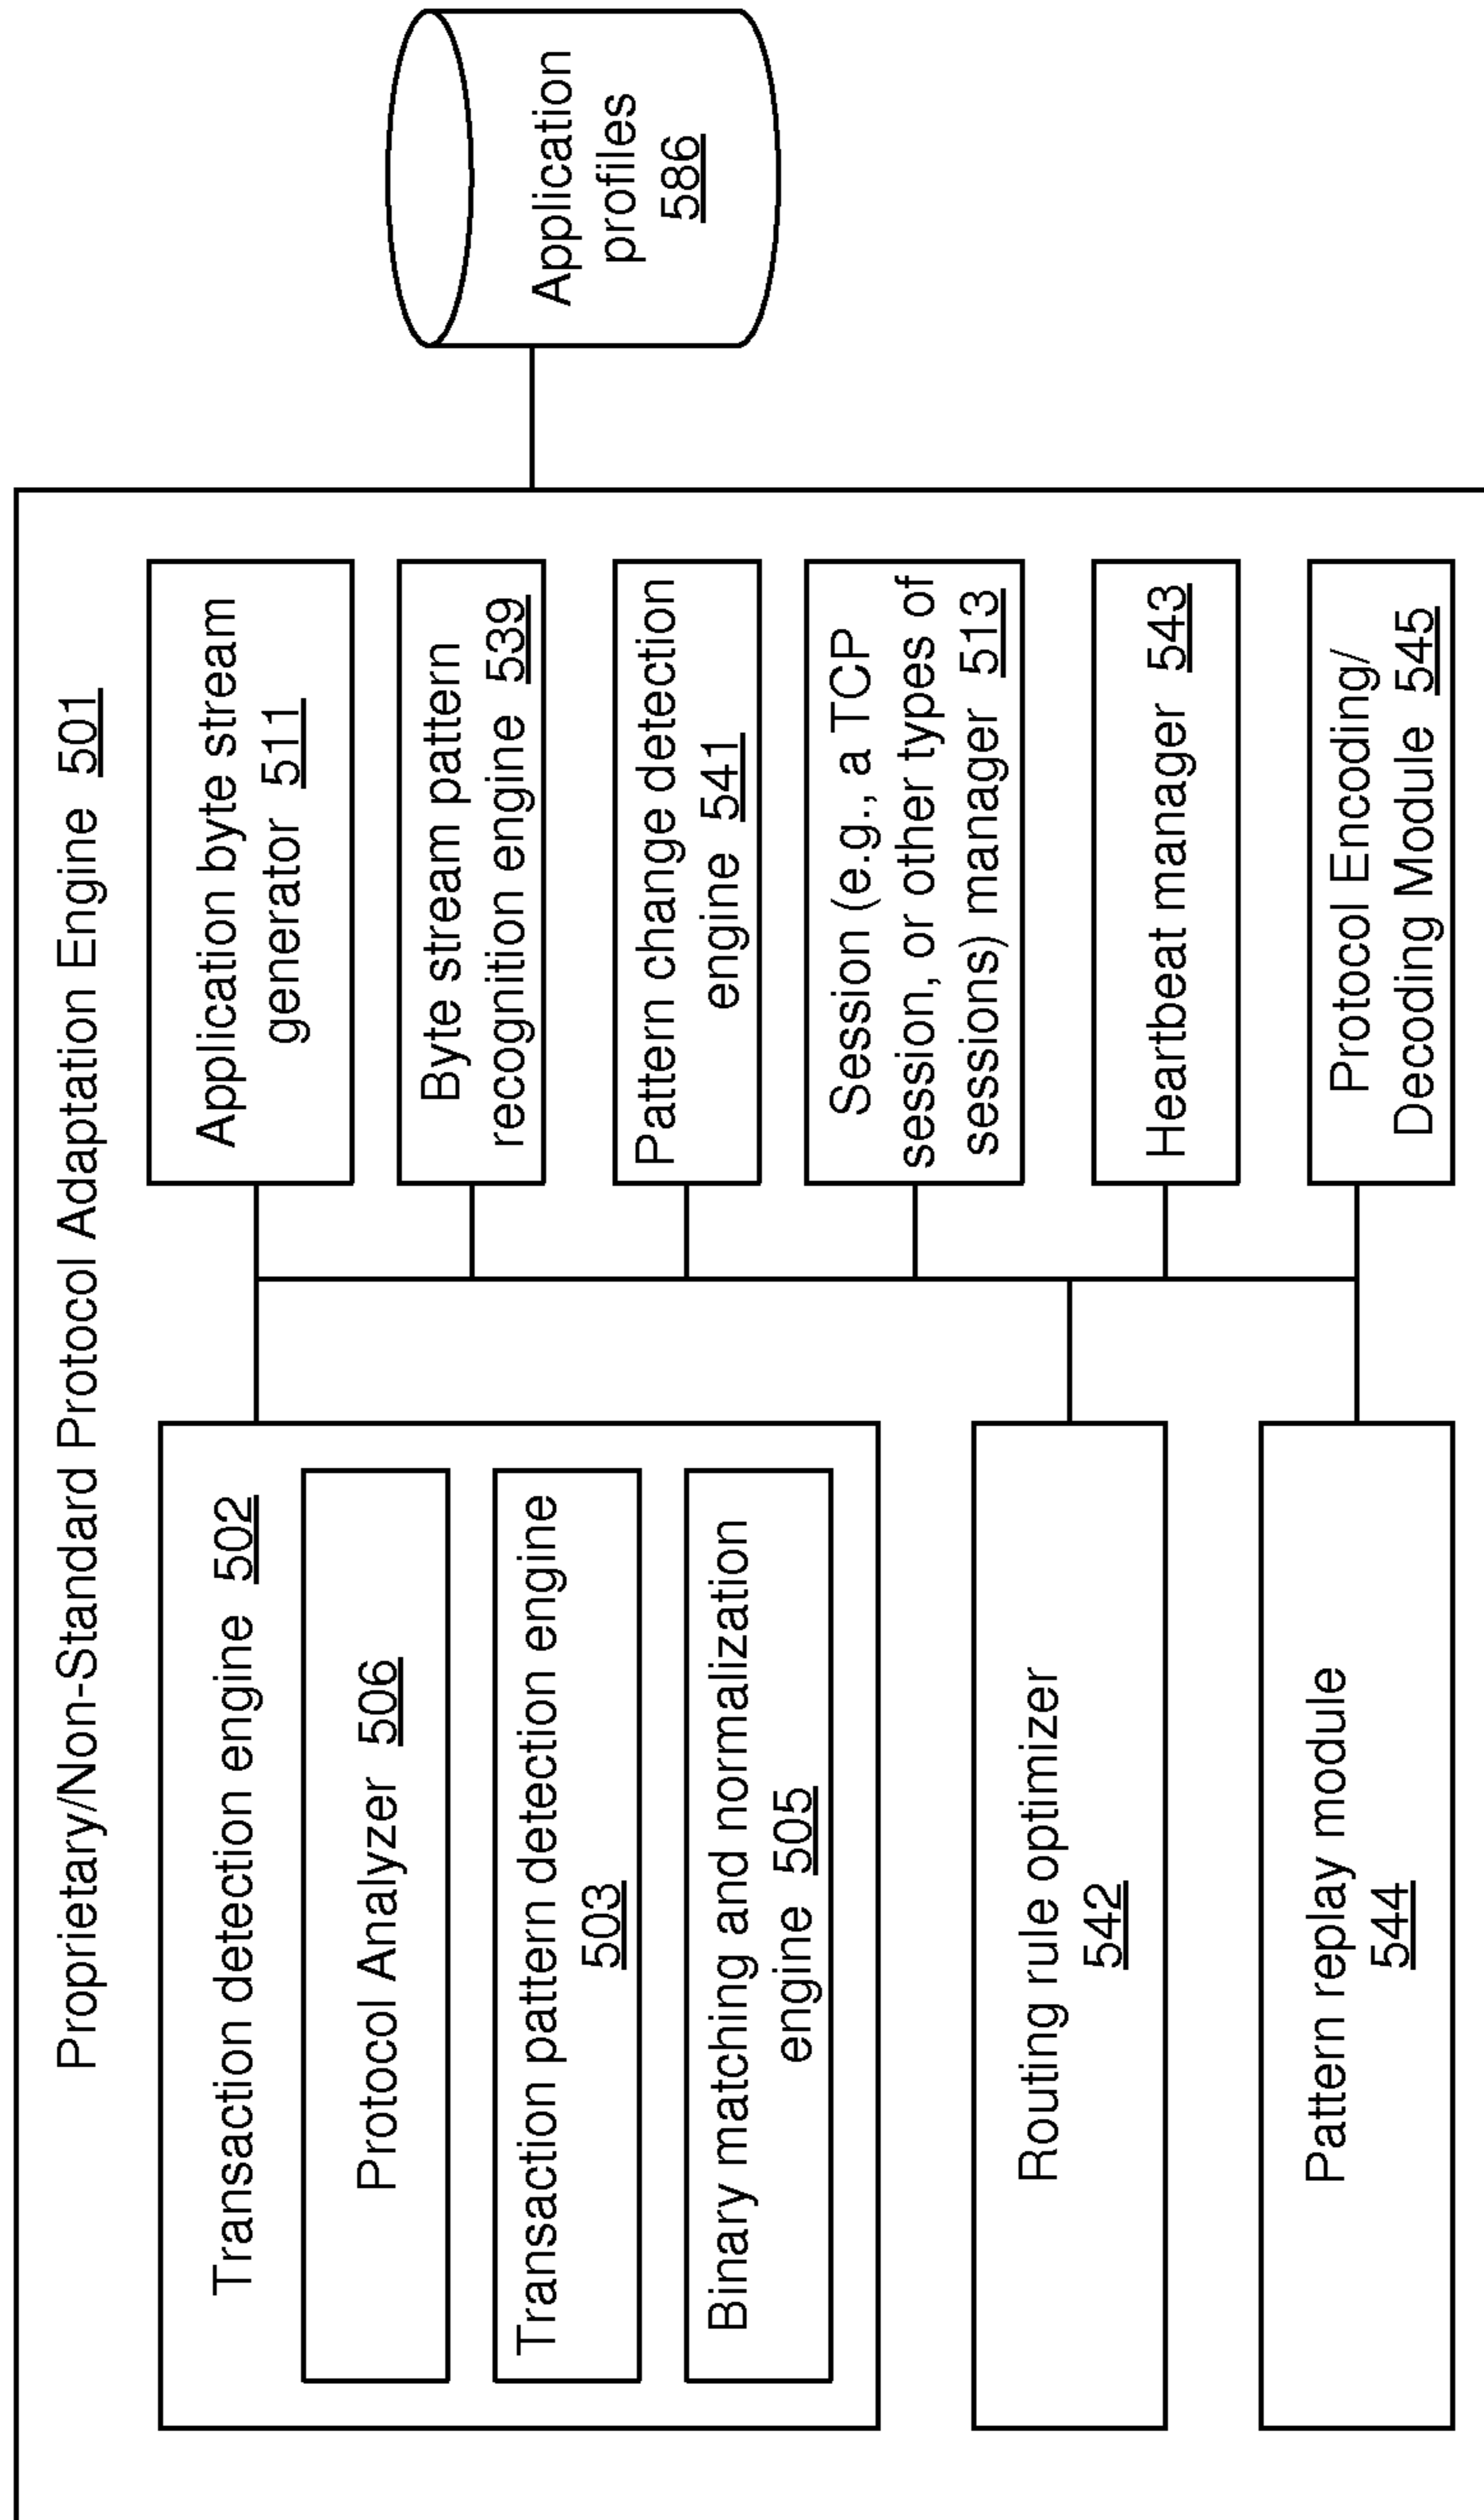 Proprietary/Non-Standard Protocol Adaptation Engine 501
Transaction detection engine 502
Protocol Analyzer 506
Transaction pattern detection engine
503
Binary matching and normalization
engine 505
Routing rule optimizer
542
Pattern replay module
544
Application byte stream
generator 511
Byte stream pattern
recognition engine 539
Pattern change detection
engine 541
Session (e.g., a TCP
session, or other types of
sessions) manager 513
Heartbeat manager 543
Protocol Encoding/
Decoding Module 545
Application
profiles
586